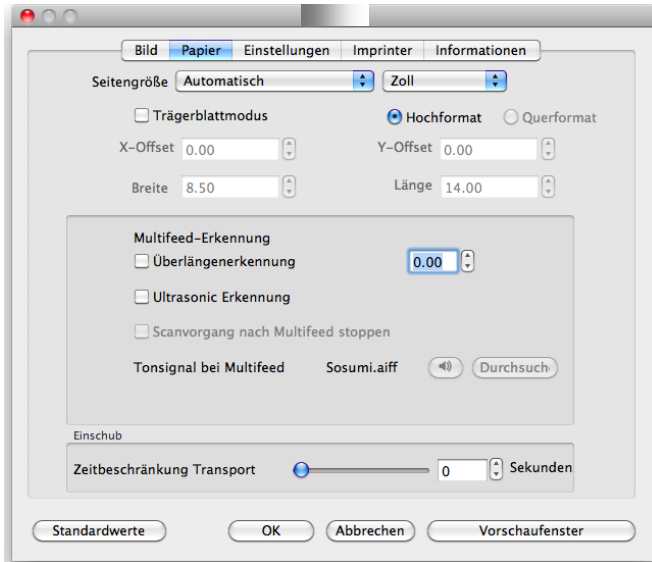 Bild Papier Einstellungen Imprinter Informationen
Seitengröße Automatisch Zoll
Trägerblattmodus Hochformat Querformat
X-Offset 0.00 Y-Offset 0.00
Breite 8.50 Länge 14.00
Multifeed-Erkennung
Überlängenerkennung 0.00
Ultrasonic Erkennung
Scanvorgang nach Multifeed stoppen
Tonsignal bei Multifeed Sosumi.aiff Durchsuch
Einschub
Zeitbeschränkung Transport 0 Sekunden
Standardwerte OK Abbrechen Vorschaufenster